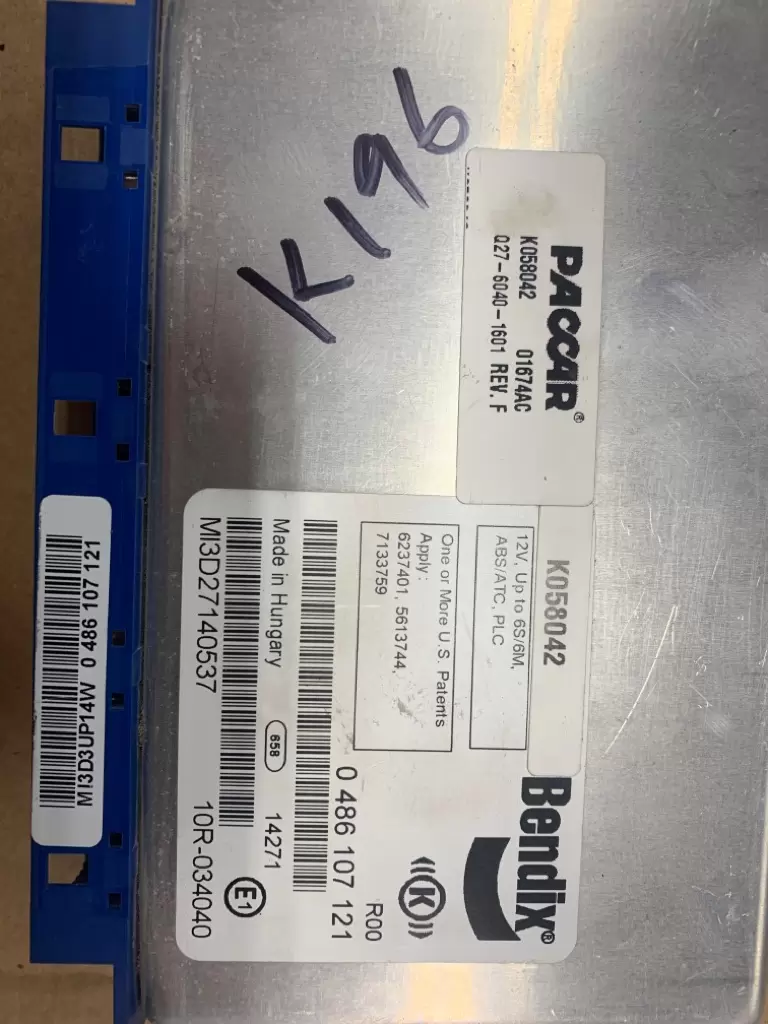 K196
PACCAR®
K058042 01674AC
Q27-6040-1601 REV. F
K058042
Bendix®
12V, Up to 6S/6M,
ABS/ATC, PLC
One or More U.S. Patents
Apply:
6237401, 5613744,
7133759
K
R00
0 486 107 121
Made in Hungary 658 14271
E1
MI3D27140537 10R-034040
MI3D3UP14W 0 486 107 121